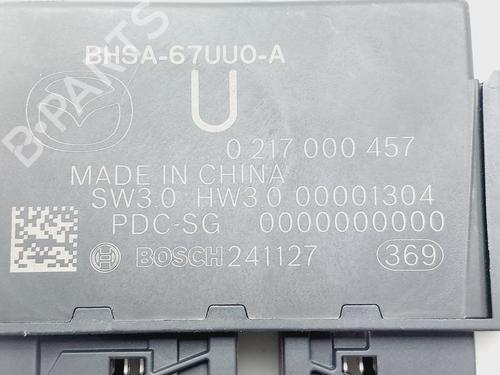 BHSA-67UU0-A
U
0 217 000 457
MADE IN CHINA
SW3.0 HW3.0 00001304
PDC-SG 0000000000
BOSCH 241127 369
B-PARTS